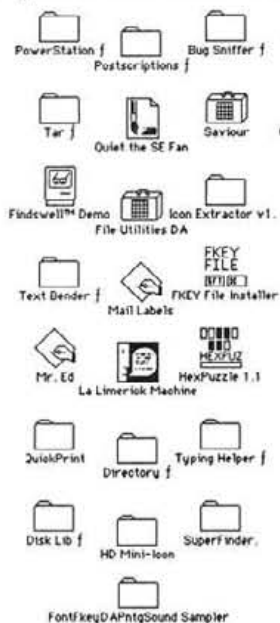 PowerStation ƒ
Bug Sniffer ƒ
Postscriptions ƒ
Tar ƒ
Saviour
Quiet the SE Fan
Findswell™ Demo
Icon Extractor v1.
File Utilities DA
FKEY
FILE
Text Bender ƒ
FKEY File Installer
Mail Labels
HEXPUZ
Mr. Ed
HexPuzzle 1.1
La Limerick Machine
QuickPrint
Typing Helper ƒ
Directory ƒ
Disk Lib ƒ
SuperFinder.
HD Mini-Icon
FontFkeyDAPntgSound Sampler